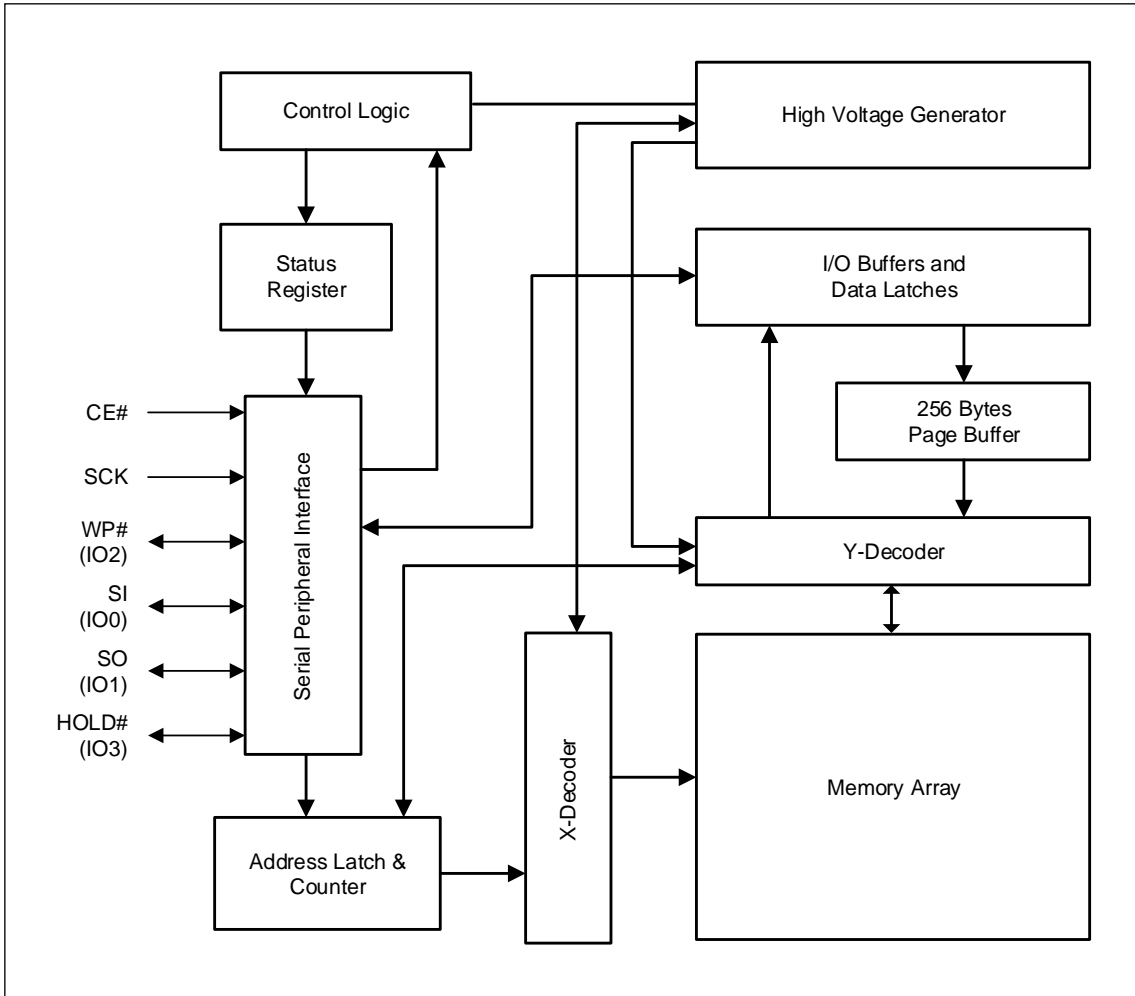 Control Logic
High Voltage Generator
Status
Register
I/O Buffers and
Data Latches
256 Bytes
Page Buffer
CE#
SCK
WP#
(IO2)
SI
(IO0)
SO
(IO1)
HOLD#
(IO3)
Serial Peripheral Interface
Y-Decoder
X-Decoder
Memory Array
Address Latch &
Counter